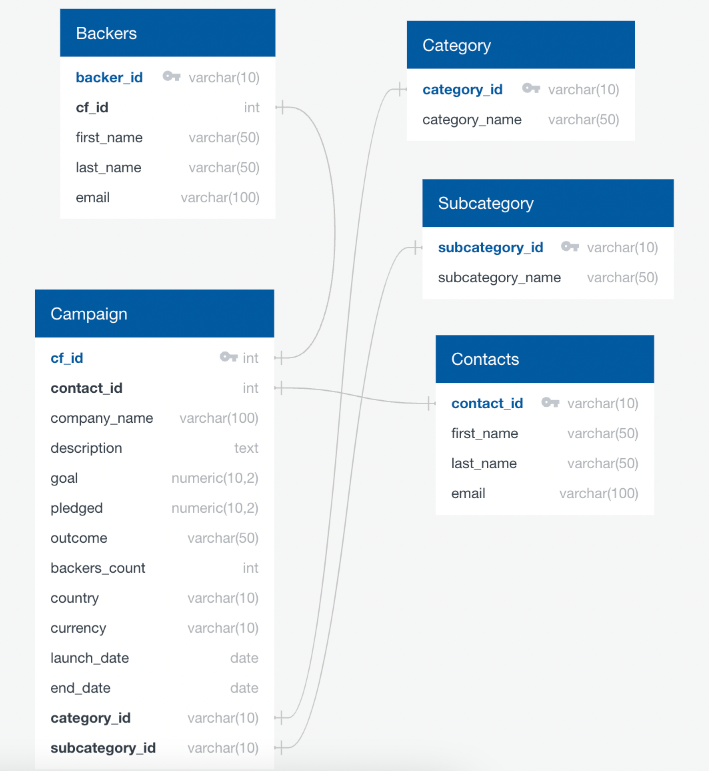 Backers
backer_id varchar(10)
cf_id int
first_name varchar(50)
last_name varchar(50)
email varchar(100)
Category
category_id varchar(10)
category_name varchar(50)
Subcategory
subcategory_id varchar(10)
subcategory_name varchar(50)
Campaign
cf_id int
contact_id int
company_name varchar(100)
description text
goal numeric(10,2)
pledged numeric(10,2)
outcome varchar(50)
backers_count int
country varchar(10)
currency varchar(10)
launch_date date
end_date date
category_id varchar(10)
subcategory_id varchar(10)
Contacts
contact_id varchar(10)
first_name varchar(50)
last_name varchar(50)
email varchar(100)